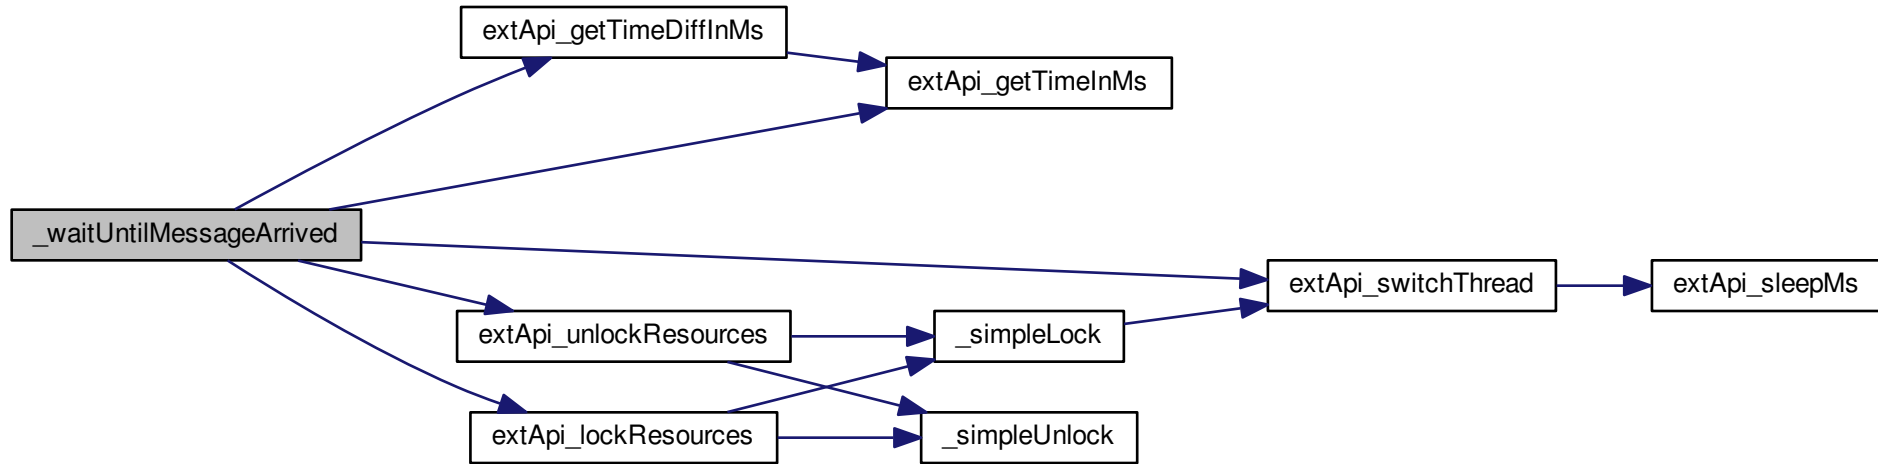 extApi_getTimeDiffInMs
extApi_getTimeInMs
_waitUntilMessageArrived
extApi_switchThread
extApi_sleepMs
extApi_unlockResources
_simpleLock
extApi_lockResources
_simpleUnlock